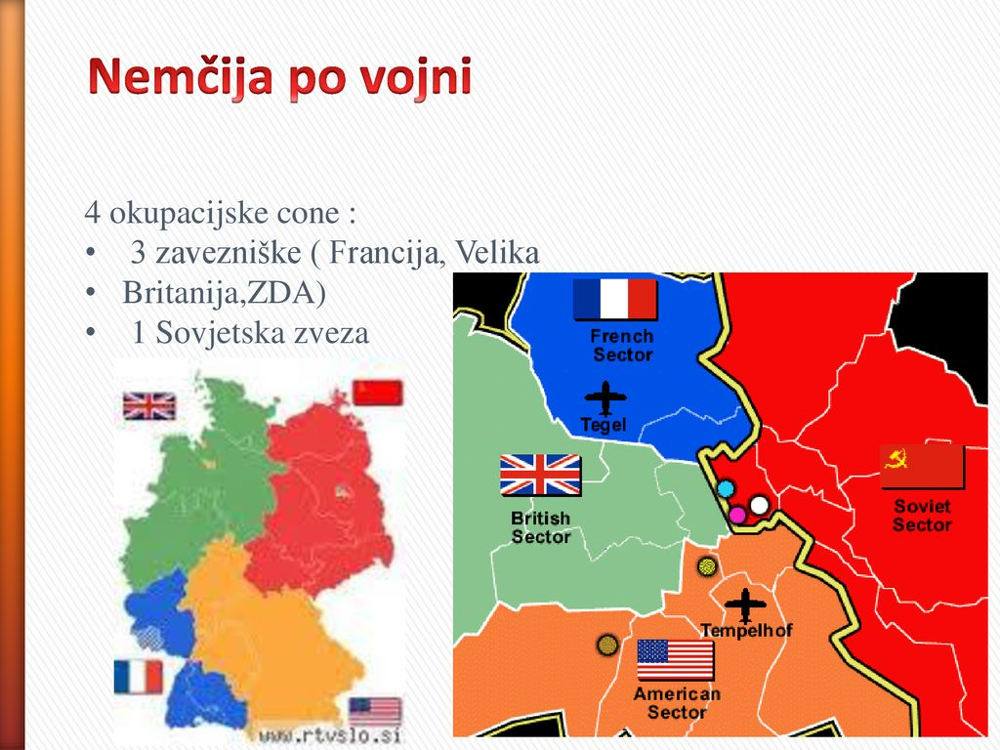 Nemčija po vojni
4 okupacijske cone :
• 3 zavezniške ( Francija, Velika
• Britanija,ZDA)
• 1 Sovjetska zveza
French
Sector
Tegel
British
Sector
Soviet
Sector
Tempelhof
American
Sector
www.rtvslo.si